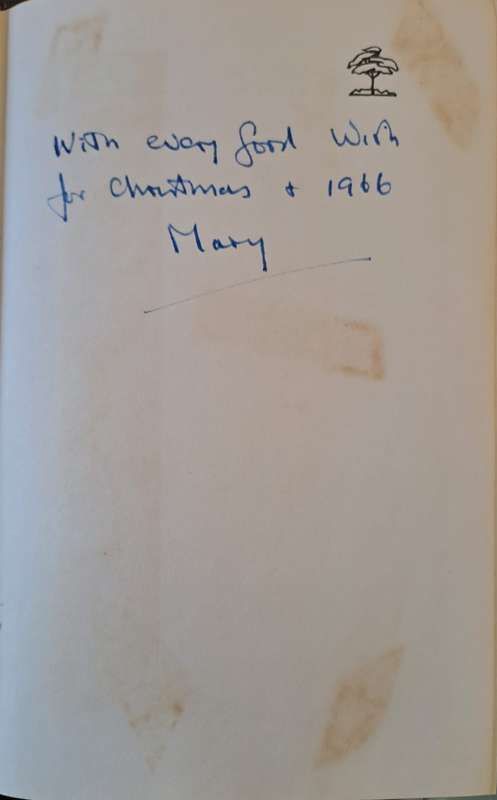 With every good Wish
for Christmas + 1966
Mary